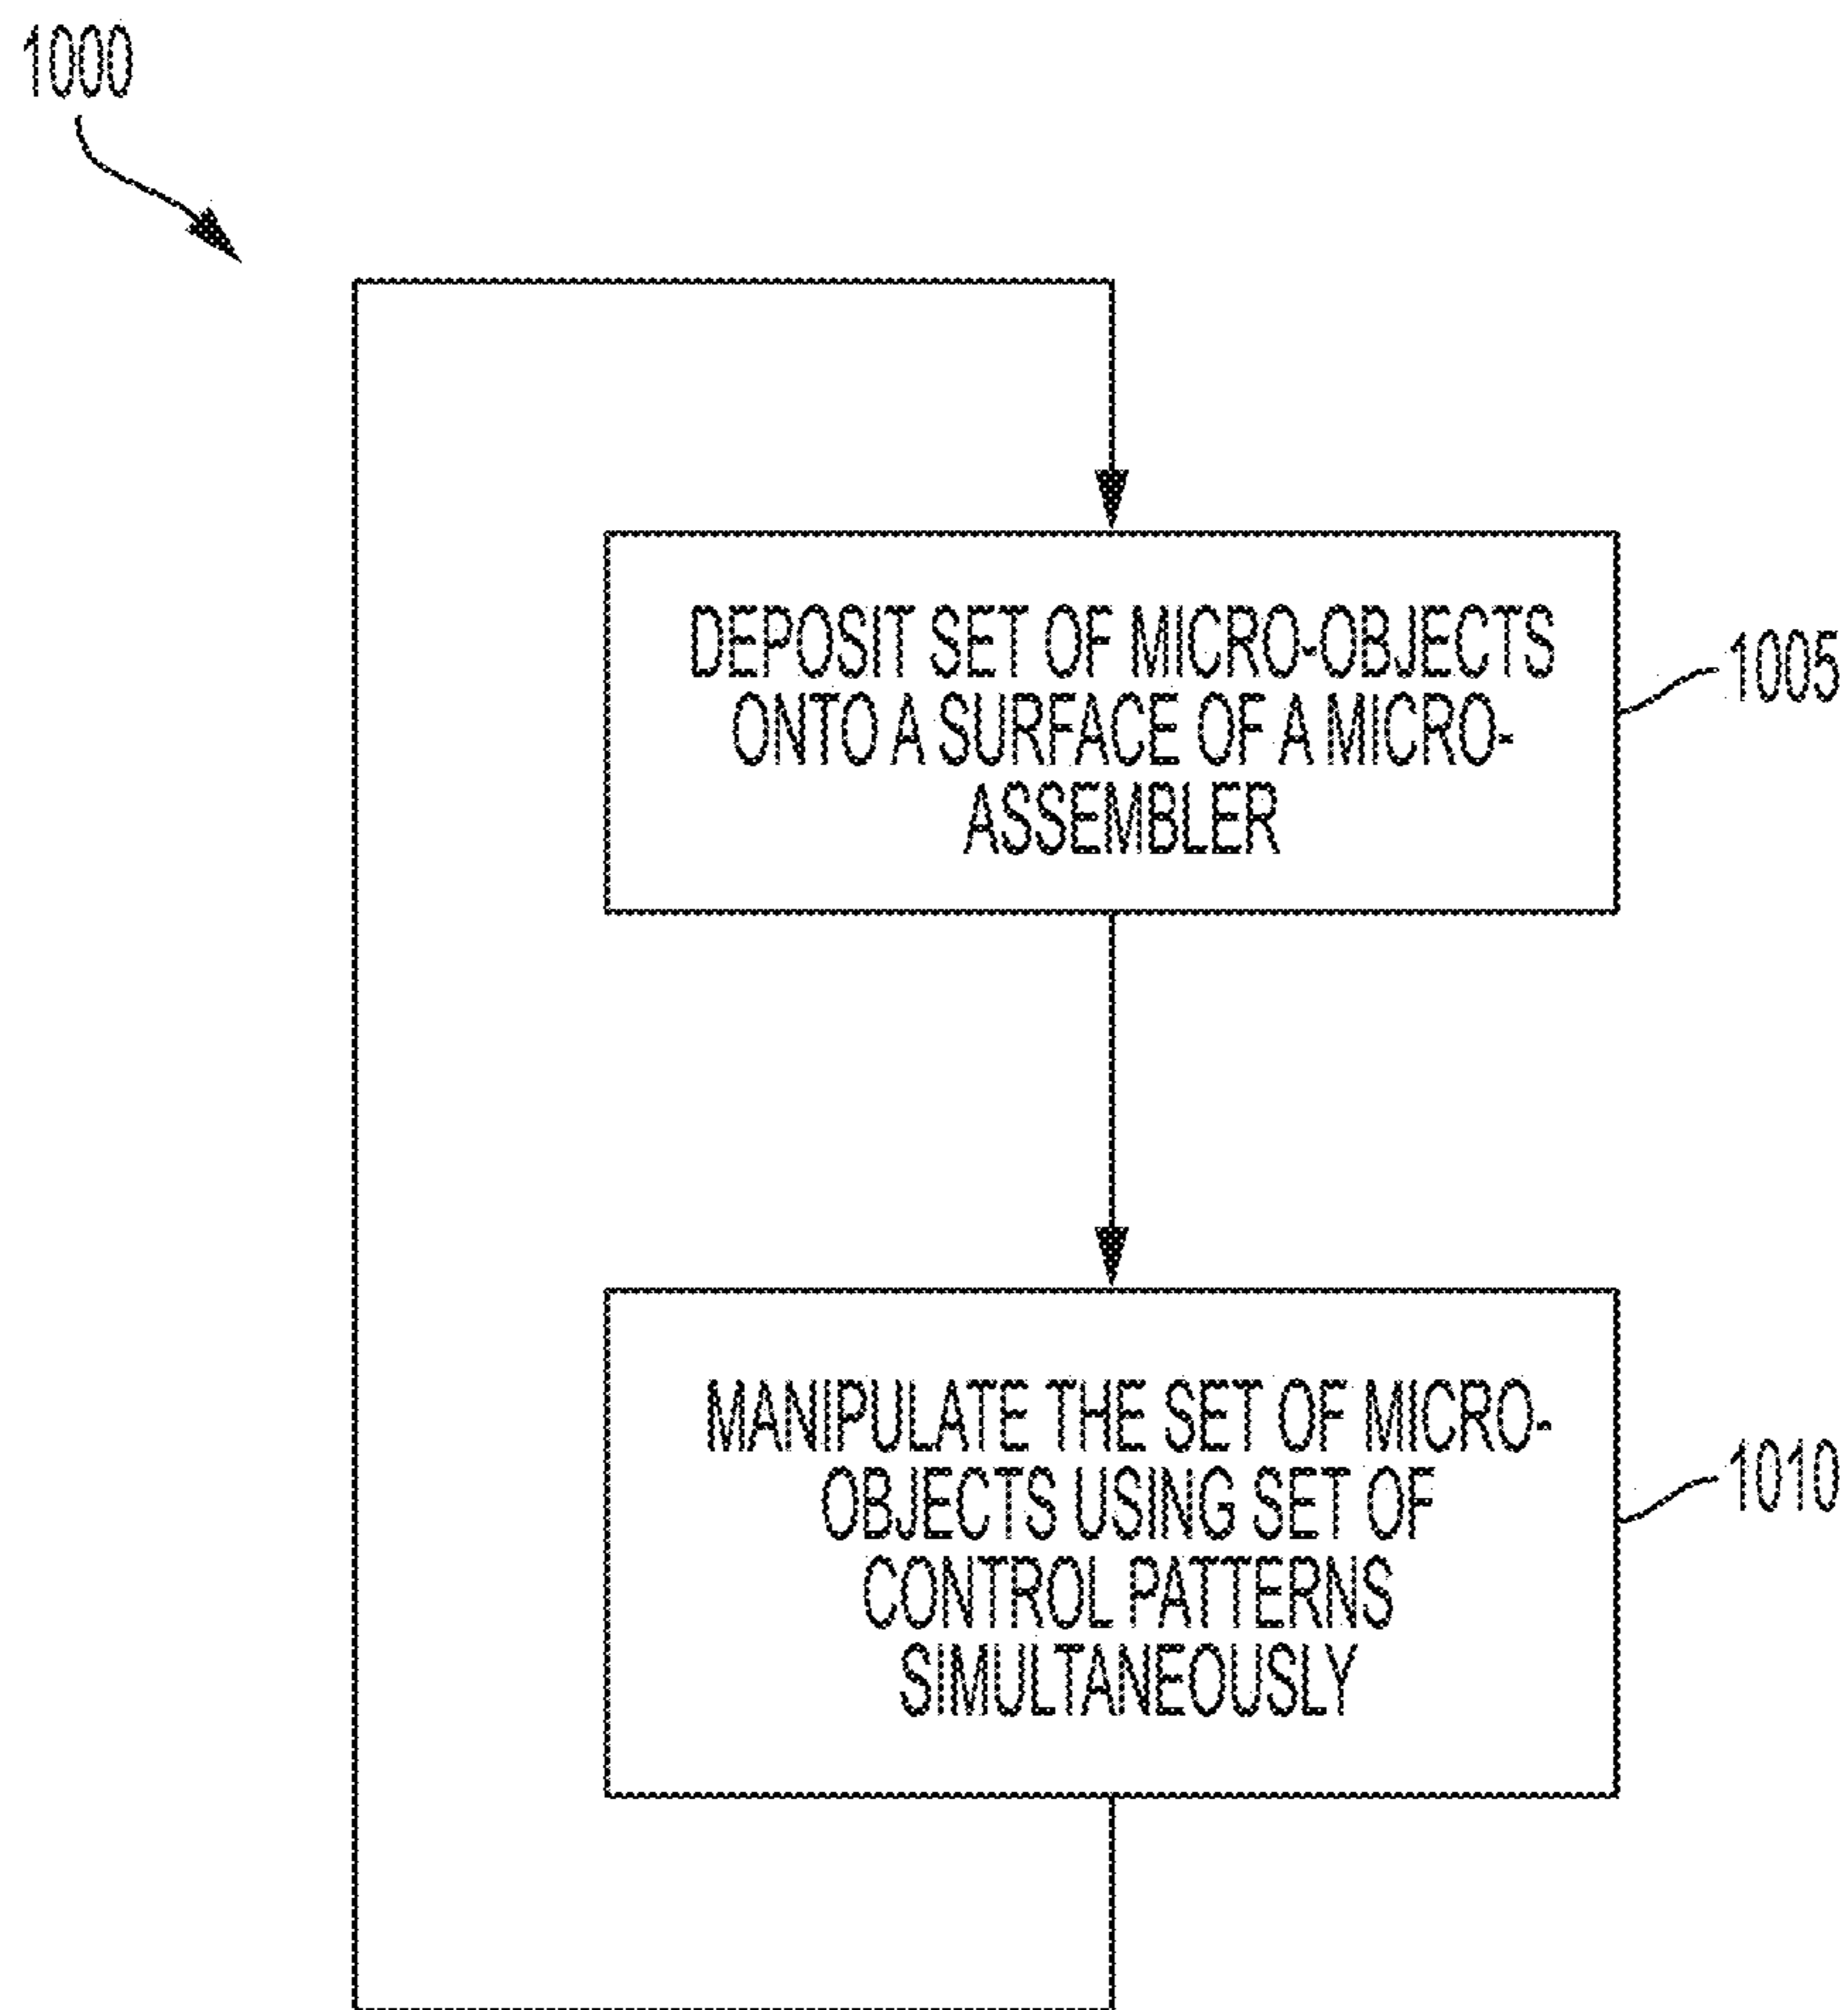 1000
DEPOSIT SET OF MICRO-OBJECTS
ONTO A SURFACE OF A MICRO-
ASSEMBLER
1005
MANIPULATE THE SET OF MICRO-
OBJECTS USING SET OF
CONTROL PATTERNS
SIMULTANEOUSLY
1010